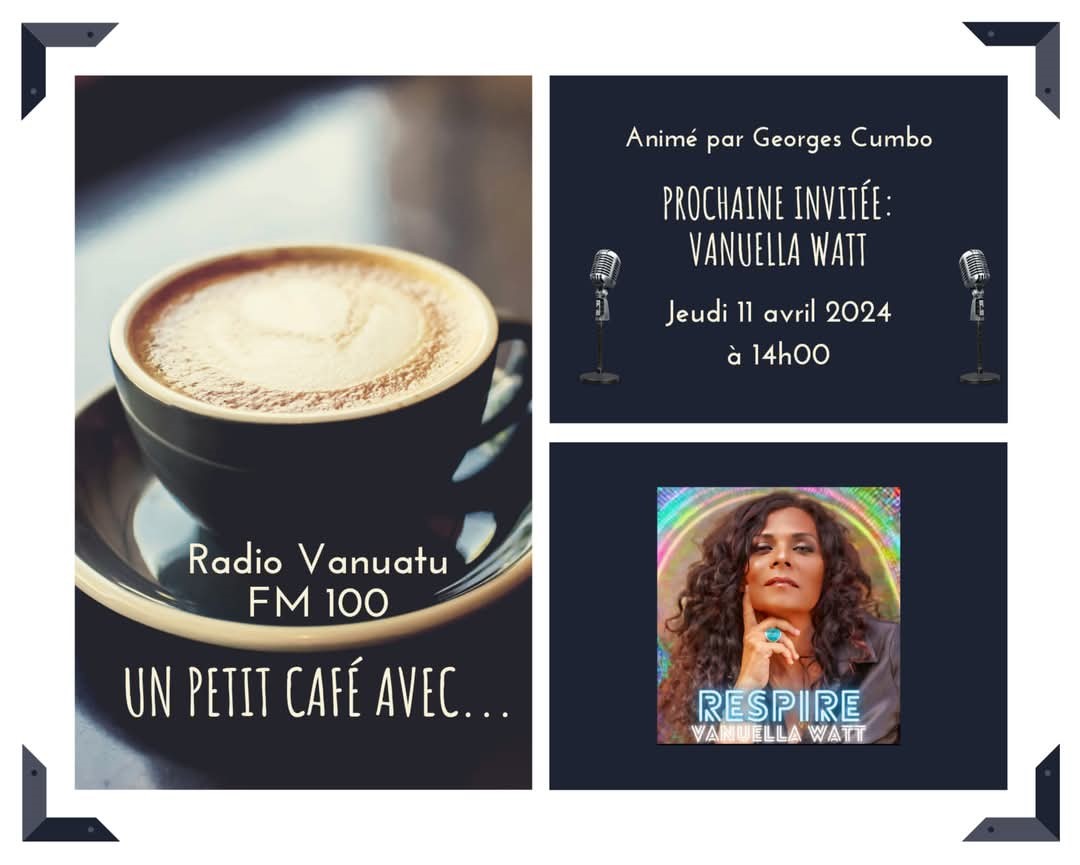 Radio Vanuatu
FM 100
UN PETIT CAFÉ AVEC...
Animé par Georges Cumbo
PROCHAINE INVITÉE:
VANUELLA WATT
Jeudi 11 avril 2024
à 14h00
RESPIRE
VANUELLA WATT